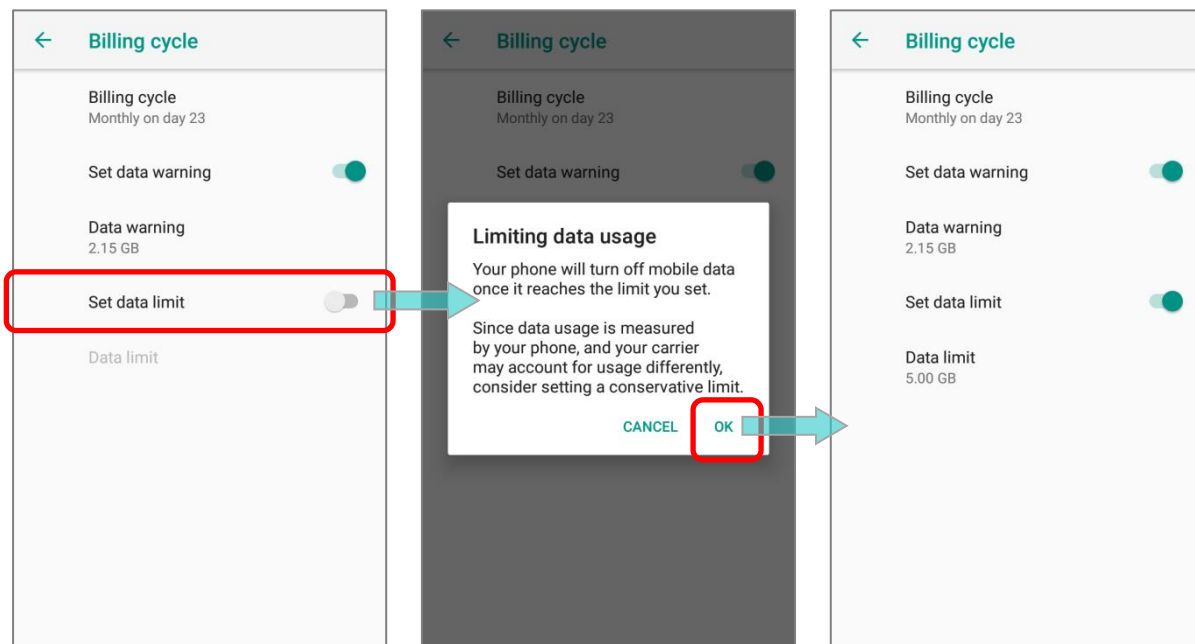 Billing cycle
Billing cycle
Monthly on day 23
Set data warning
Data warning
2.15 GB
Set data limit
Data limit
Billing cycle
Billing cycle
Monthly on day 23
Set data warning
Limiting data usage
Your phone will turn off mobile data
once it reaches the limit you set.
Since data usage is measured
by your phone, and your carrier
may account for usage differently,
consider setting a conservative limit.
CANCEL OK
Billing cycle
Billing cycle
Monthly on day 23
Set data warning
Data warning
2.15 GB
Set data limit
Data limit
5.00 GB